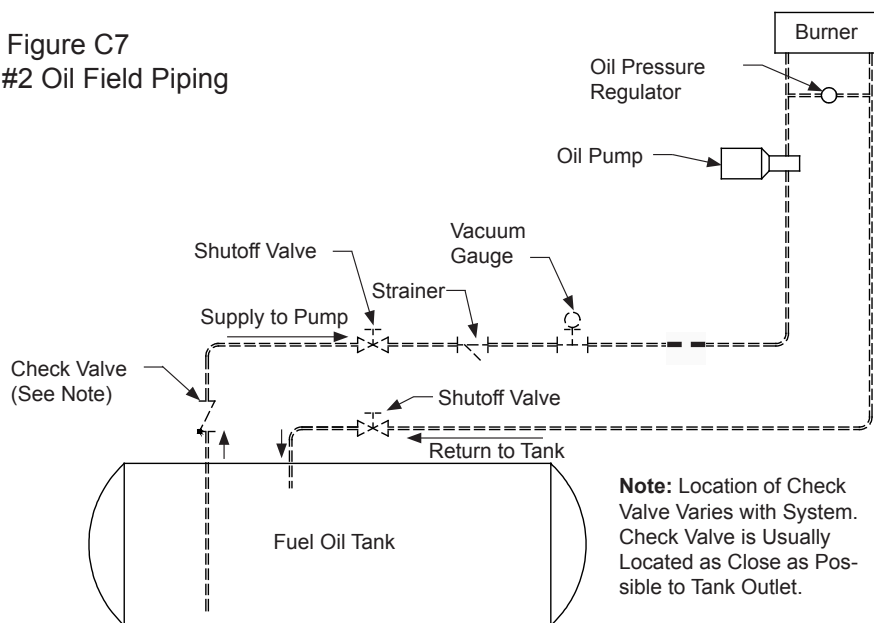 Figure C7
#2 Oil Field Piping
Burner
Oil Pressure
Regulator
Oil Pump
Vacuum
Gauge
Shutoff Valve
Strainer
Supply to Pump
Check Valve
(See Note)
Shutoff Valve
Return to Tank
Fuel Oil Tank
Note: Location of Check
Valve Varies with System.
Check Valve is Usually
Located as Close as Pos-
sible to Tank Outlet.